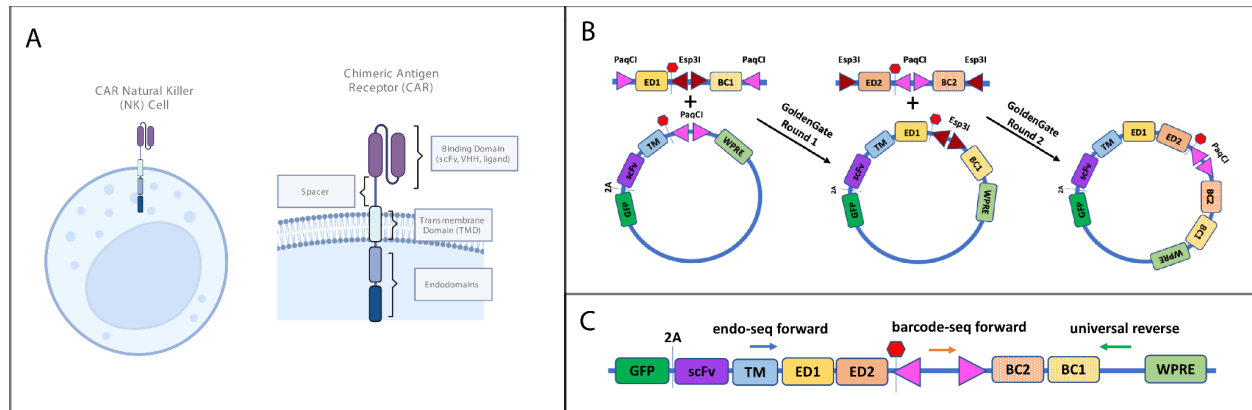 A
CAR Natural Killer
(NK) Cell
Chimeric Antigen
Receptor (CAR)
Binding Domain
(scFv, VHH, ligand)
Spacer
Transmembrane
Domain (TMD)
Endodomains
B
PaqCI
Esp3I
PaqCI
ED1
BC1
+
PaqCI
TM
scFv
2A
GFP
WPRE
GoldenGate
Round 1
Esp3I
PaqCI
Esp3I
ED2
BC2
+
ED1
Esp3I
TM
scFv
2A
GFP
BC1
WPRE
GoldenGate
Round 2
ED1
ED2
PaqCI
TM
scFv
2A
GFP
BC2
BC1
WPRE
C
endo-seq forward
barcode-seq forward
universal reverse
2A
GFP
scFv
TM
ED1
ED2
BC2
BC1
WPRE